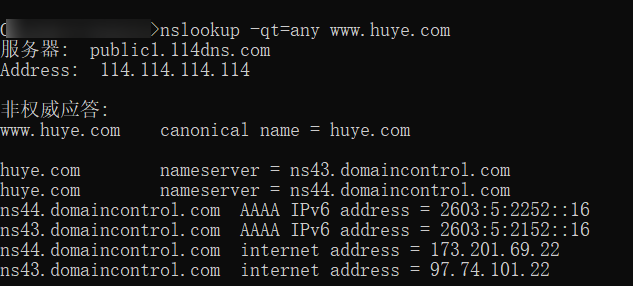 >nslookup -qt=any www.huye.com
服务器:  public1.114dns.com
Address:  114.114.114.114
非权威应答:
www.huye.com    canonical name = huye.com
huye.com        nameserver = ns43.domaincontrol.com
huye.com        nameserver = ns44.domaincontrol.com
ns44.domaincontrol.com  AAAA IPv6 address = 2603:5:2252::16
ns43.domaincontrol.com  AAAA IPv6 address = 2603:5:2152::16
ns44.domaincontrol.com  internet address = 173.201.69.22
ns43.domaincontrol.com  internet address = 97.74.101.22